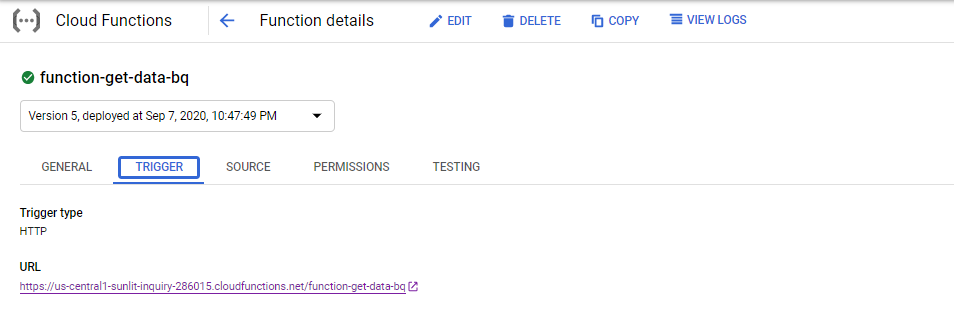 Cloud Functions
Function details
EDIT
DELETE
COPY
VIEW LOGS
function-get-data-bq
Version 5, deployed at Sep 7, 2020, 10:47:49 PM
GENERAL
TRIGGER
SOURCE
PERMISSIONS
TESTING
Trigger type
HTTP
URL
https://us-central1-sunlit-inquiry-286015.cloudfunctions.net/function-get-data-bq